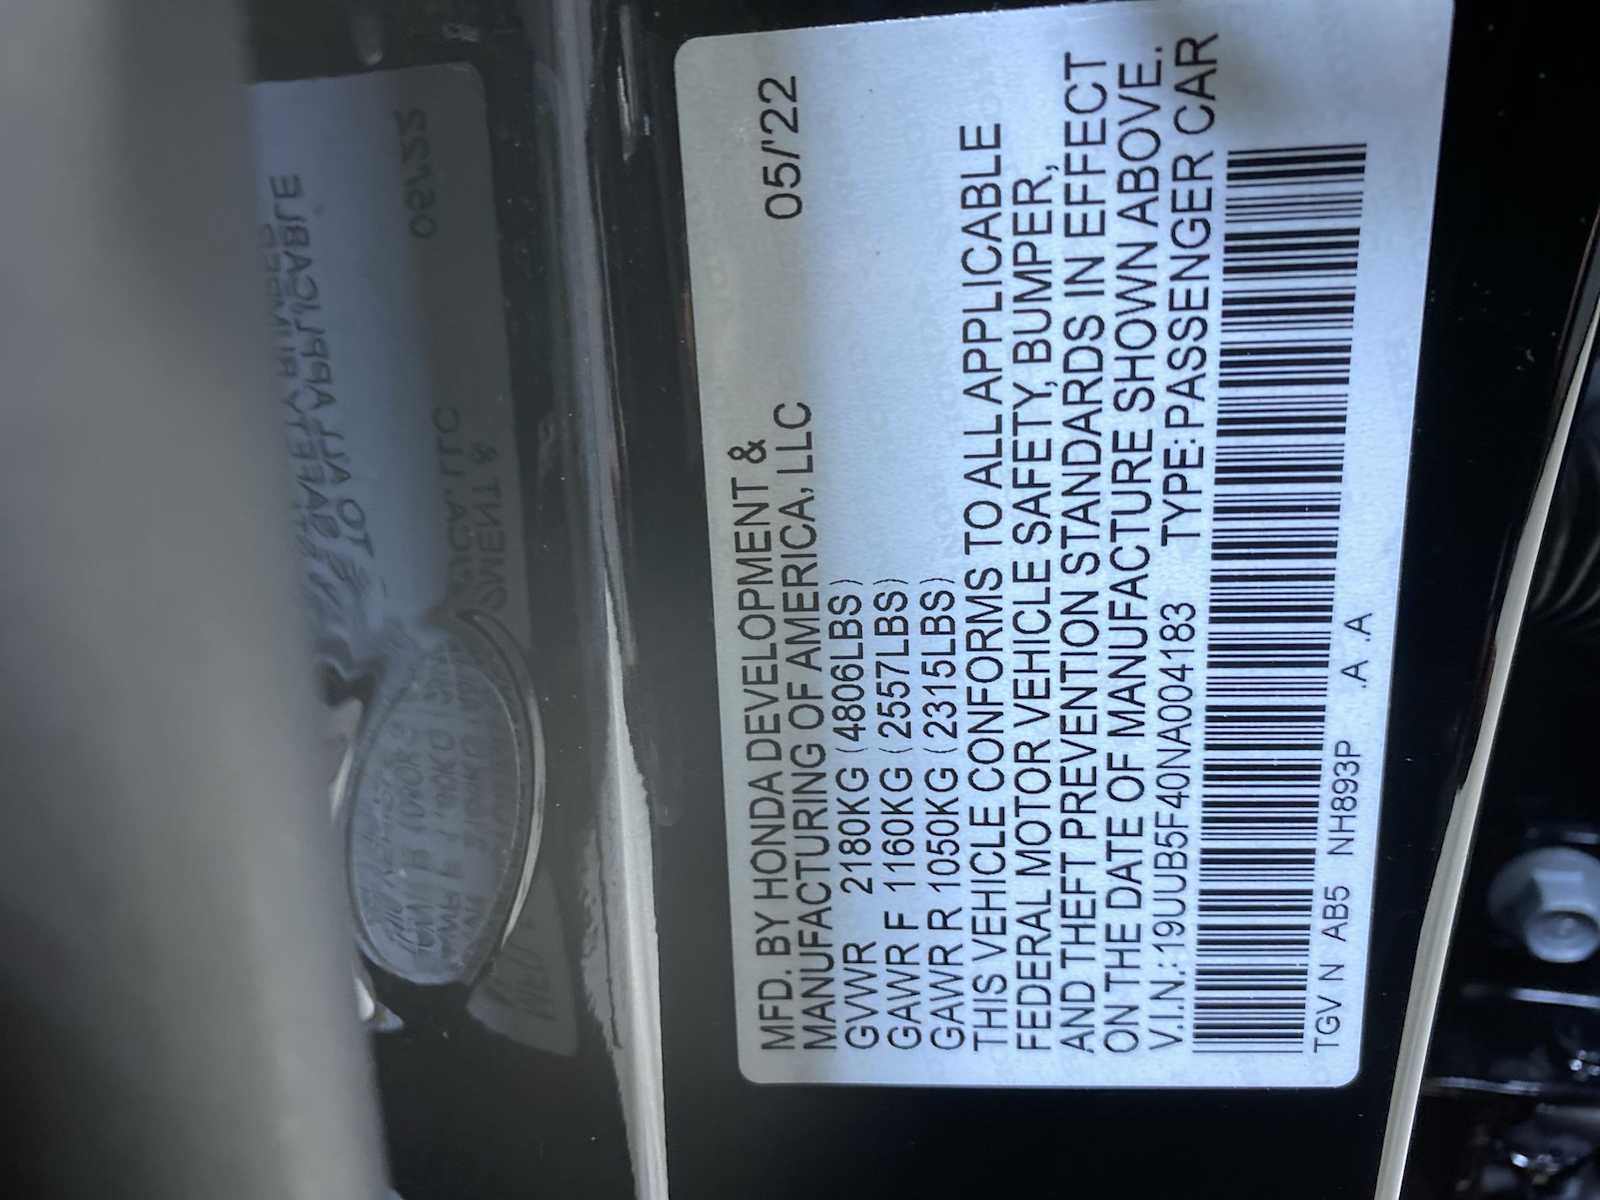 MFD. BY HONDA DEVELOPMENT &
MANUFACTURING OF AMERICA, LLC 05/'22
GVWR 2180KG (4806LBS)
GAWR F 1160KG (2557LBS)
GAWR R 1050KG (2315LBS)
THIS VEHICLE CONFORMS TO ALL APPLICABLE
FEDERAL MOTOR VEHICLE SAFETY, BUMPER,
AND THEFT PREVENTION STANDARDS IN EFFECT
ON THE DATE OF MANUFACTURE SHOWN ABOVE.
V.I.N.:19UUB5F40NA004183 TYPE:PASSENGER CAR
TGV N AB5 NH893P .A .A